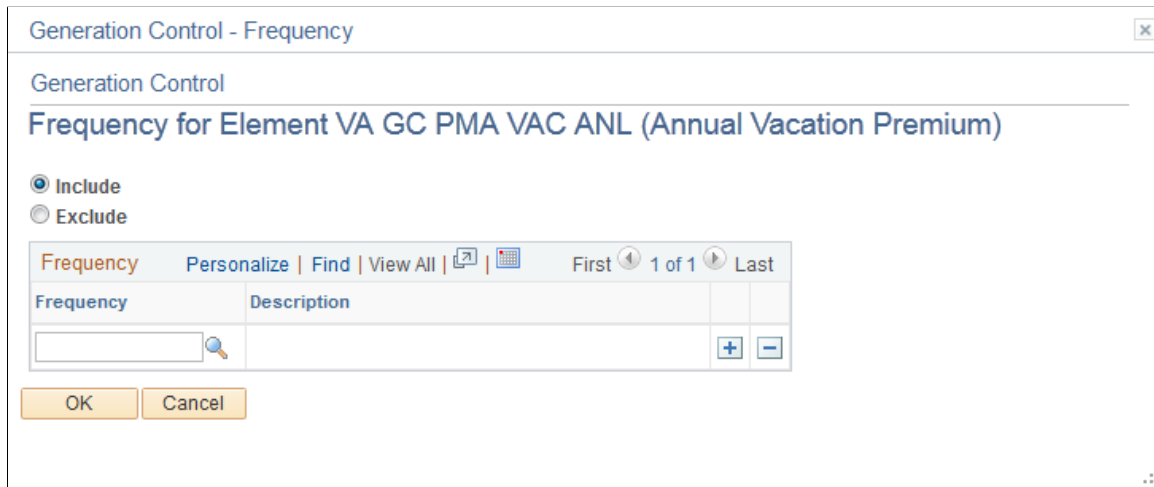 Generation Control - Frequency
Generation Control
Frequency for Element VA GC PMA VAC ANL (Annual Vacation Premium)
Include
Exclude
Frequency Personalize | Find | View All | | First 1 of 1 Last
Frequency Description
OK Cancel